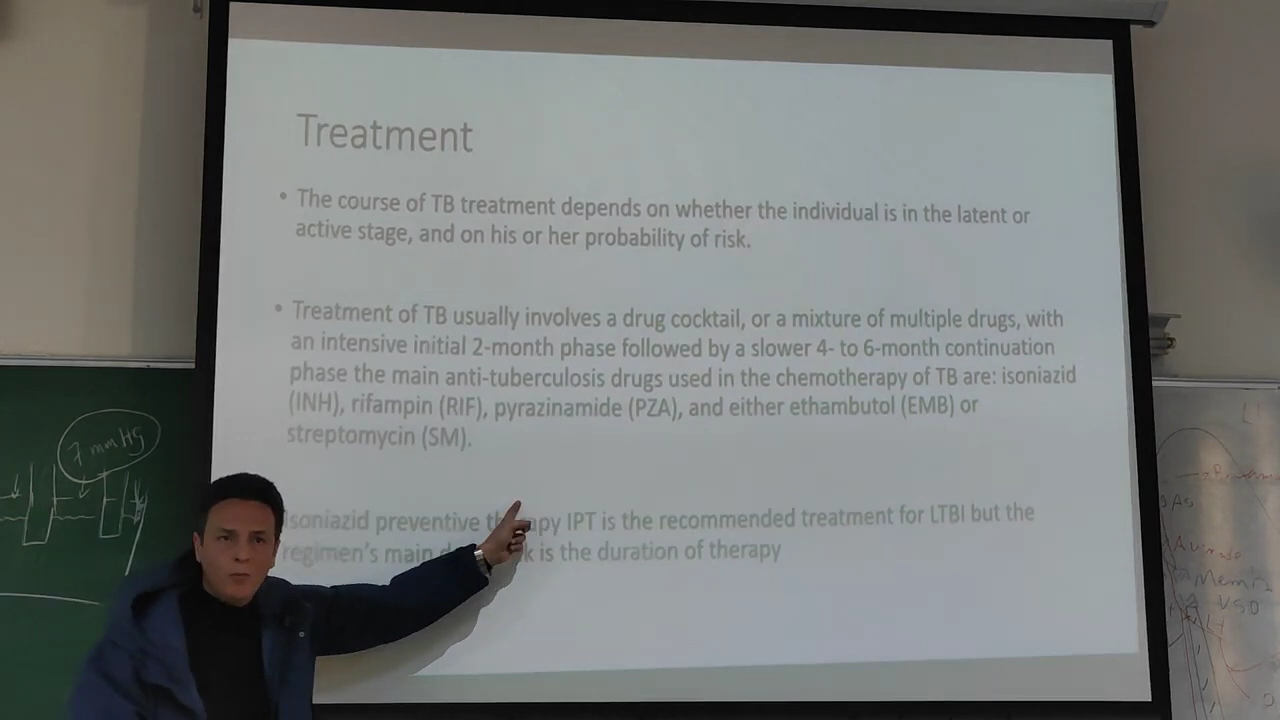 Treatment
• The course of TB treatment depends on whether the individual is in the latent or
active stage, and on his or her probability of risk.
• Treatment of TB usually involves a drug cocktail, or a mixture of multiple drugs, with
an intensive initial 2-month phase followed by a slower 4- to 6-month continuation
phase the main anti-tuberculosis drugs used in the chemotherapy of TB are: isoniazid
(INH), rifampin (RIF), pyrazinamide (PZA), and either ethambutol (EMB) or
streptomycin (SM).
Isoniazid preventive therapy IPT is the recommended treatment for LTBI but the
regimen's main is the duration of therapy
7 mmHg
VSD